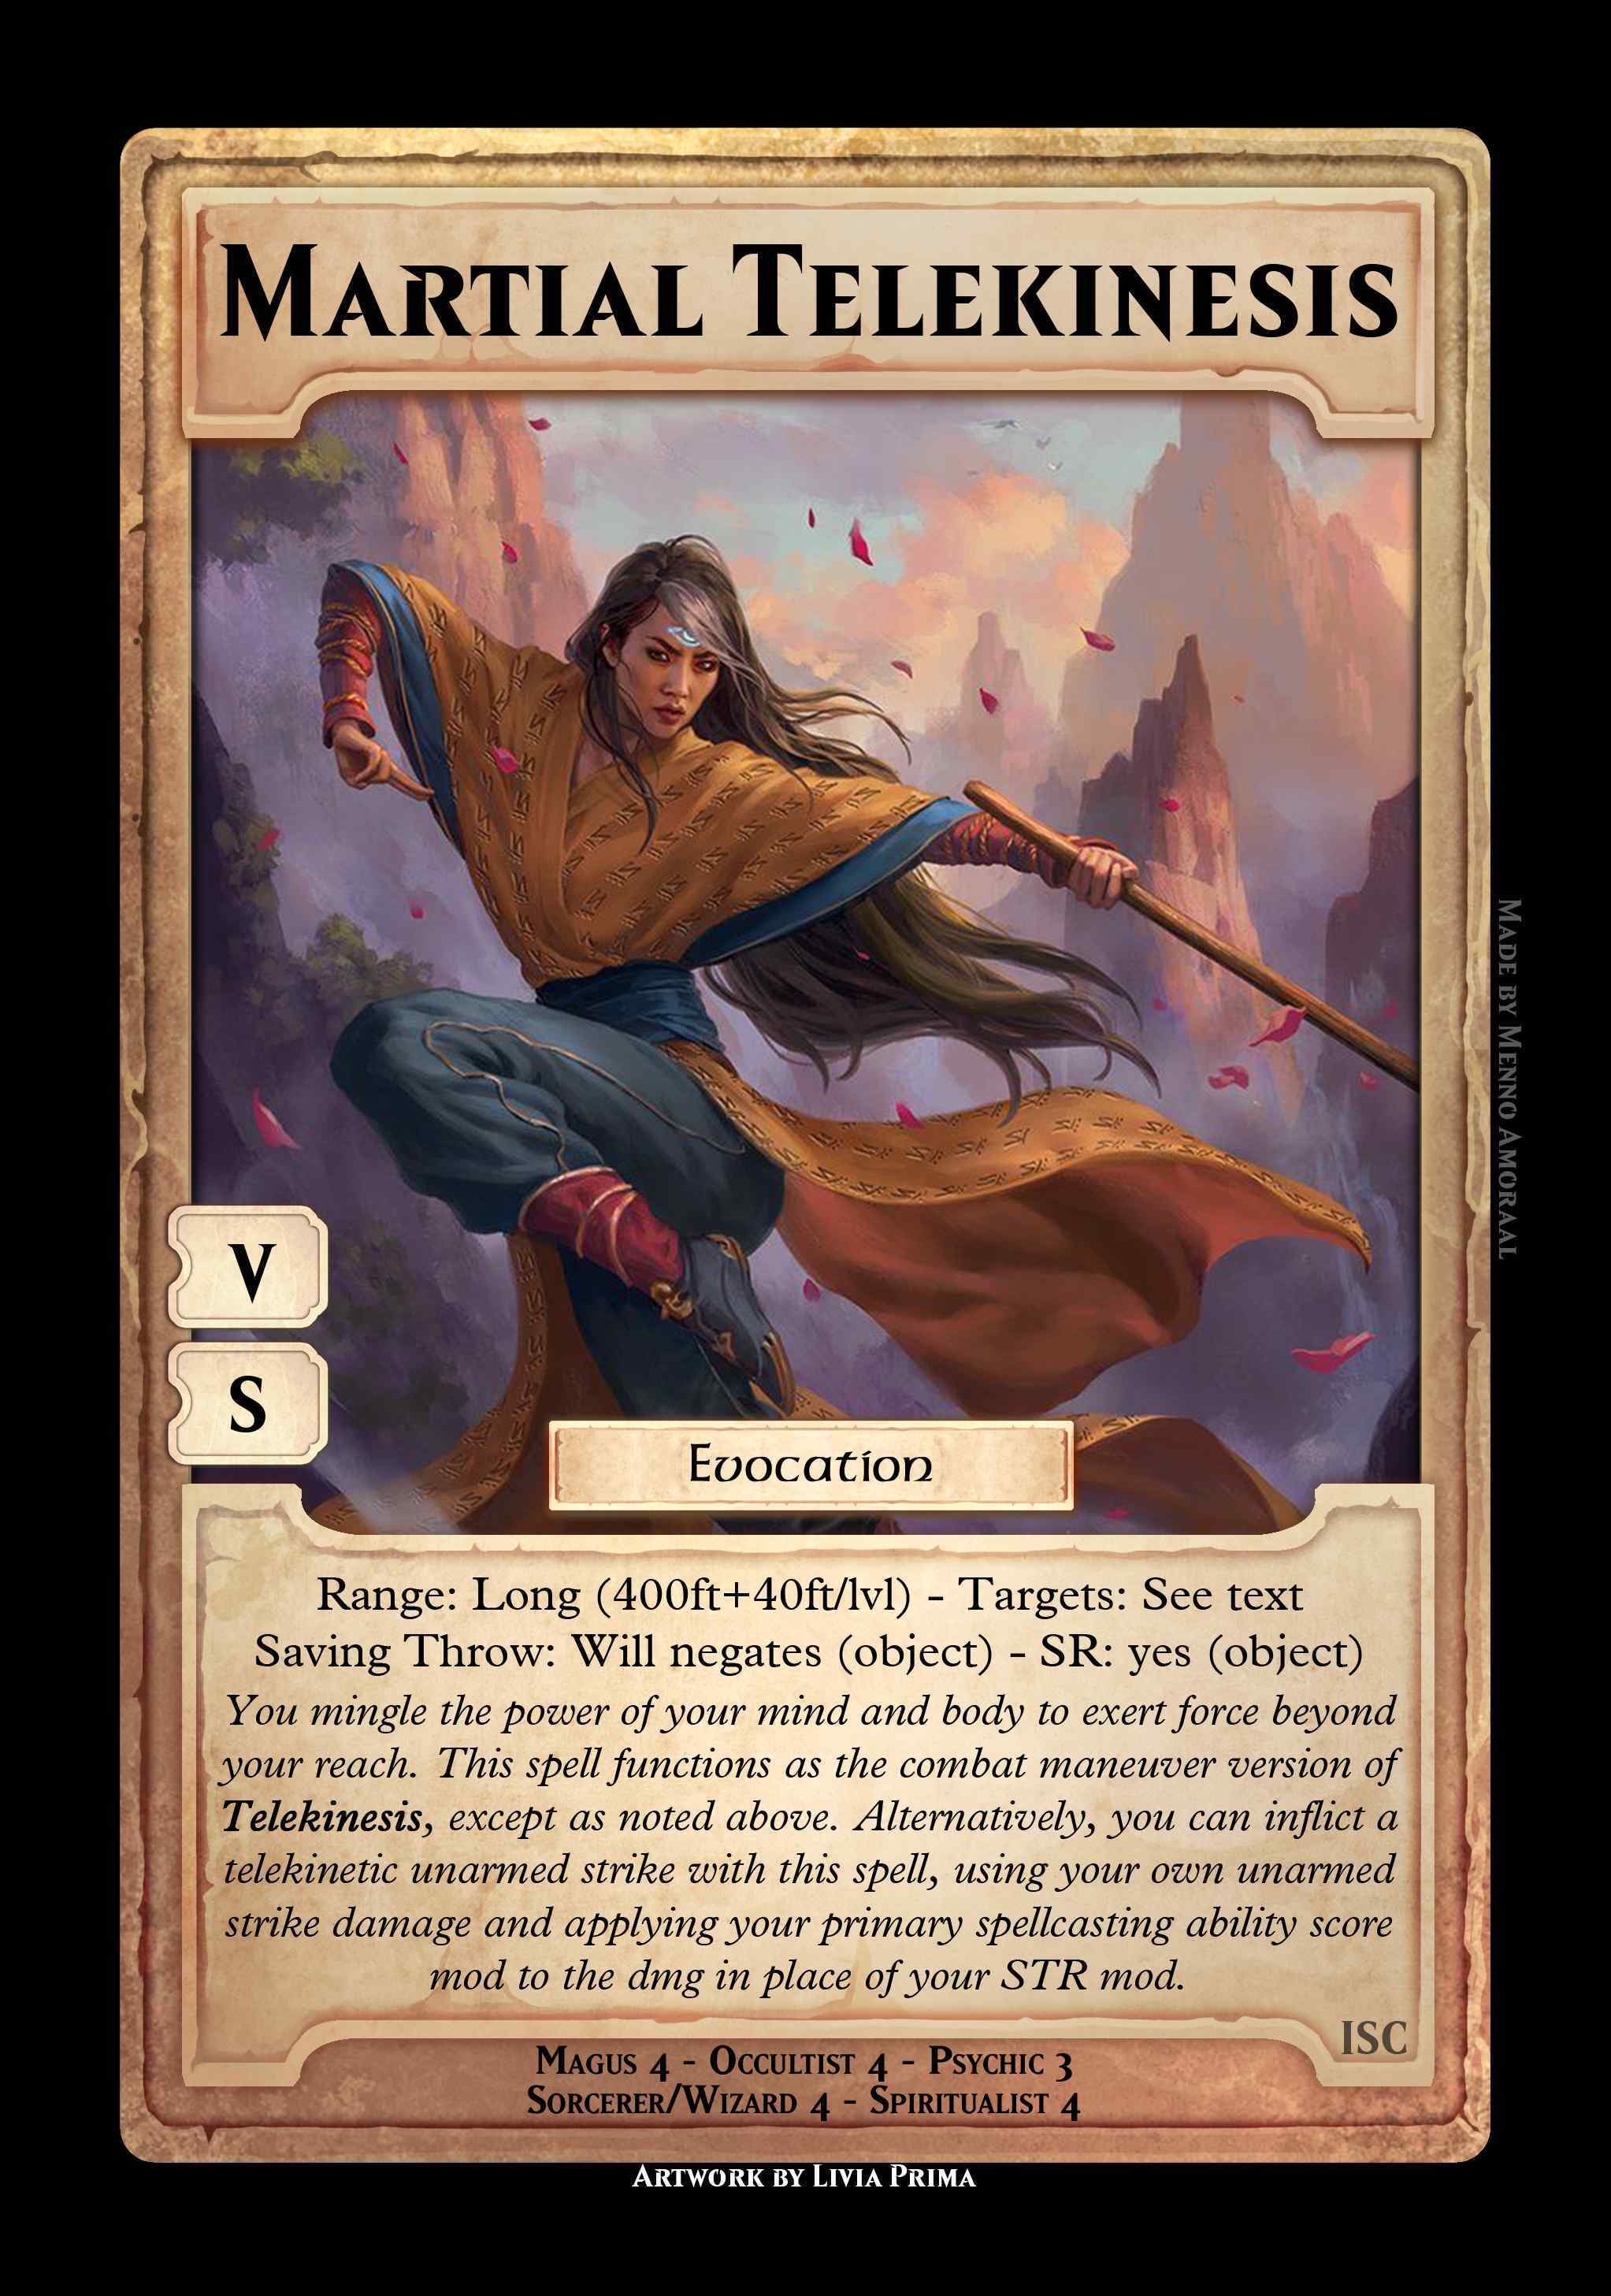 Martial Telekinesis
V
S
Evocation
Range: Long (400ft+40ft/lvl) - Targets: See text
Saving Throw: Will negates (object) - SR: yes (object)
You mingle the power of your mind and body to exert force beyond
your reach. This spell functions as the combat maneuver version of
Telekinesis, except as noted above. Alternatively, you can inflict a
telekinetic unarmed strike with this spell, using your own unarmed
strike damage and applying your primary spellcasting ability score
mod to the dmg in place of your STR mod.
ISC
Magus 4 - Occultist 4 - Psychic 3
Sorcerer/Wizard 4 - Spiritualist 4
Artwork by Livia Prima
Made by Menno Amoraal